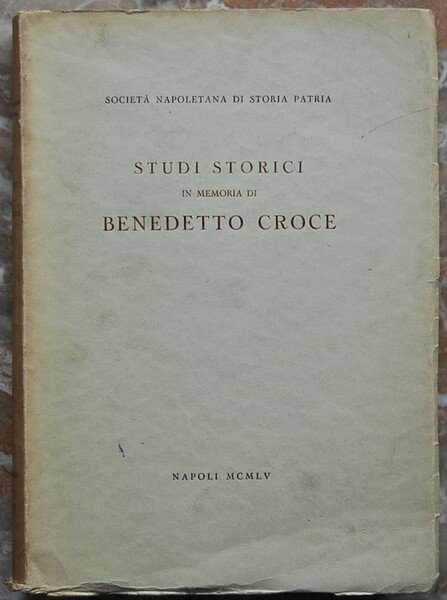 SOCIETÀ NAPOLETANA DI STORIA PATRIA
STUDI STORICI
IN MEMORIA DI
BENEDETTO CROCE
NAPOLI MCMLV